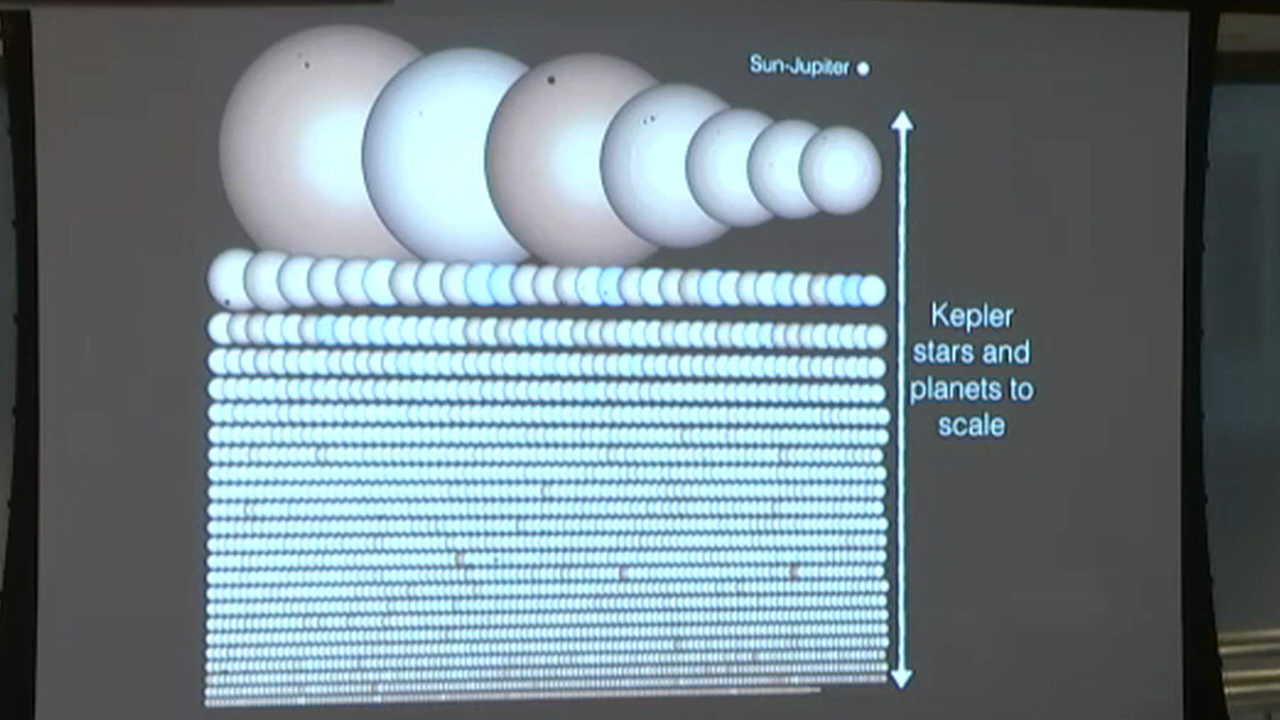 Sun-Jupiter
Kepler
stars and
planets to
scale